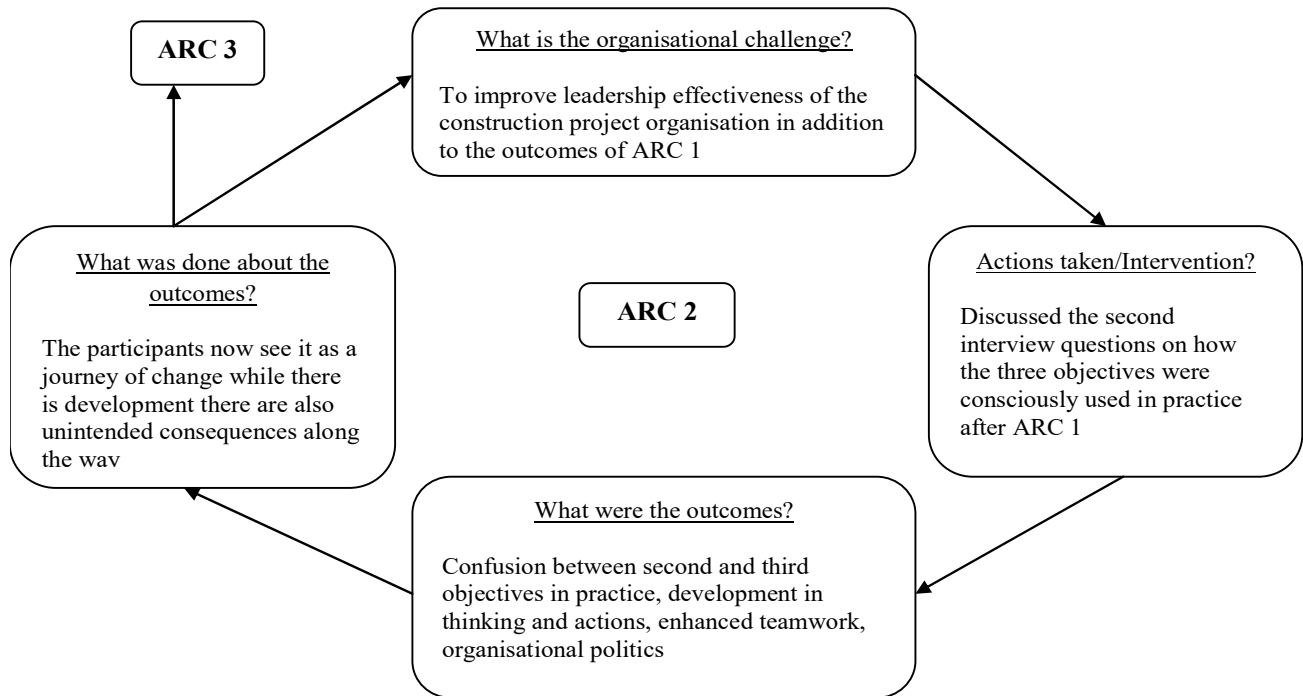 ARC 3
What is the organisational challenge?
To improve leadership effectiveness of the
construction project organisation in addition
to the outcomes of ARC 1
What was done about the
outcomes?
The participants now see it as a
journey of change while there
is development there are also
unintended consequences along
the way
ARC 2
Actions taken/Intervention?
Discussed the second
interview questions on how
the three objectives were
consciously used in practice
after ARC 1
What were the outcomes?
Confusion between second and third
objectives in practice, development in
thinking and actions, enhanced teamwork,
organisational politics